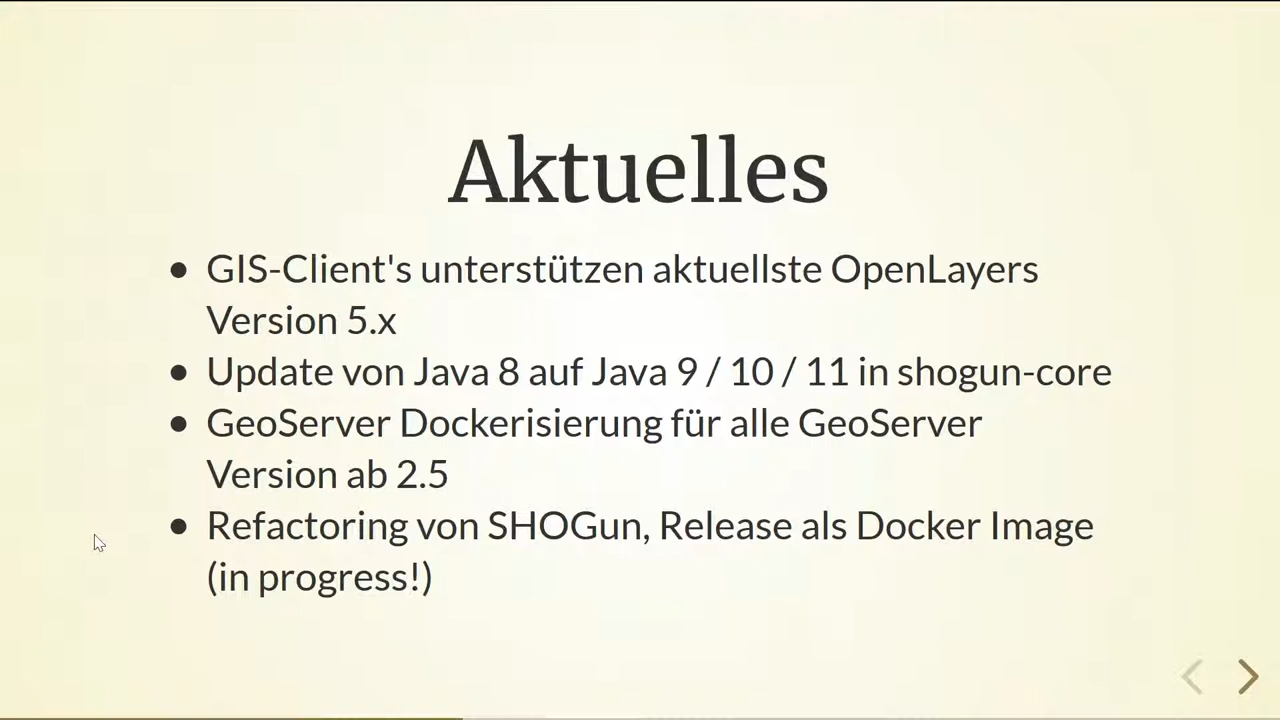 Aktuelles
● GIS-Client's unterstützen aktuellste OpenLayers
Version 5.x
● Update von Java 8 auf Java 9 / 10 / 11 in shogun-core
● GeoServer Dockerisierung für alle GeoServer
Version ab 2.5
● Refactoring von SHOGun, Release als Docker Image
(in progress!)